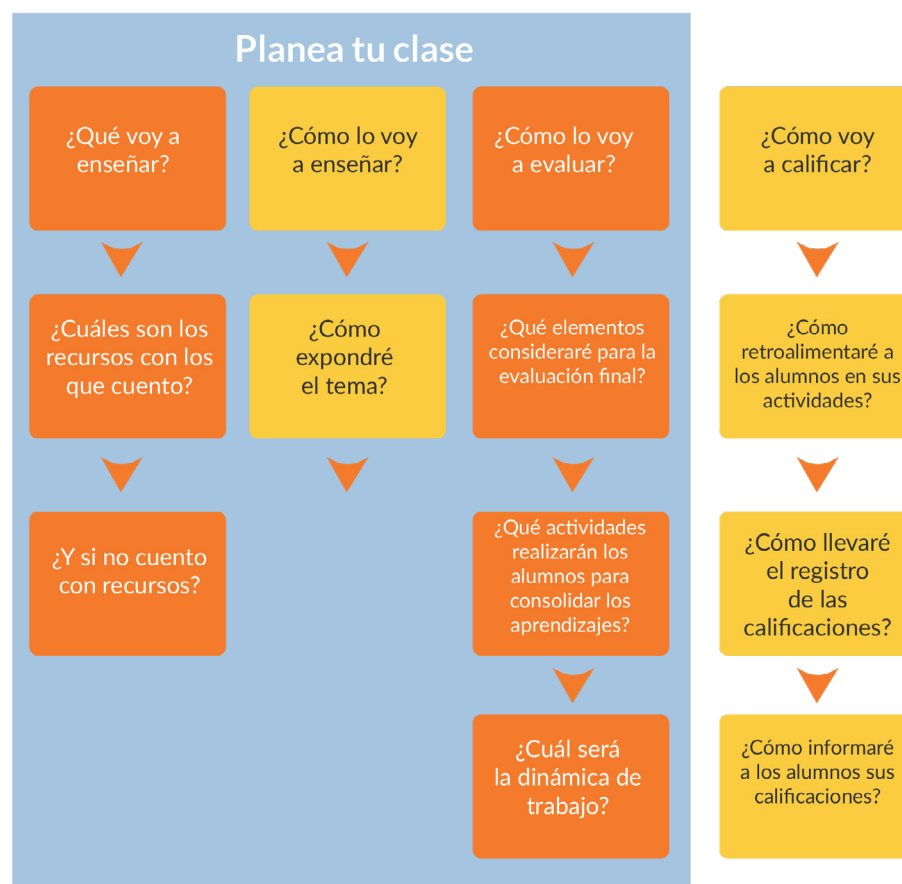 Planea tu clase
¿Qué voy a
enseñar?
¿Cuáles son los
recursos con los
que cuento?
¿Y si no cuento
con recursos?
¿Cómo lo voy
a enseñar?
¿Cómo
expondré
el tema?
¿Cómo lo voy
a evaluar?
¿Qué elementos
consideraré para la
evaluación final?
¿Qué actividades
realizarán los
alumnos para
consolidar los
aprendizajes?
¿Cuál será
la dinámica de
trabajo?
¿Cómo voy
a calificar?
¿Cómo
retroalimentaré a
los alumnos en sus
actividades?
¿Cómo llevaré
el registro
de las
calificaciones?
¿Cómo informaré
a los alumnos sus
calificaciones?